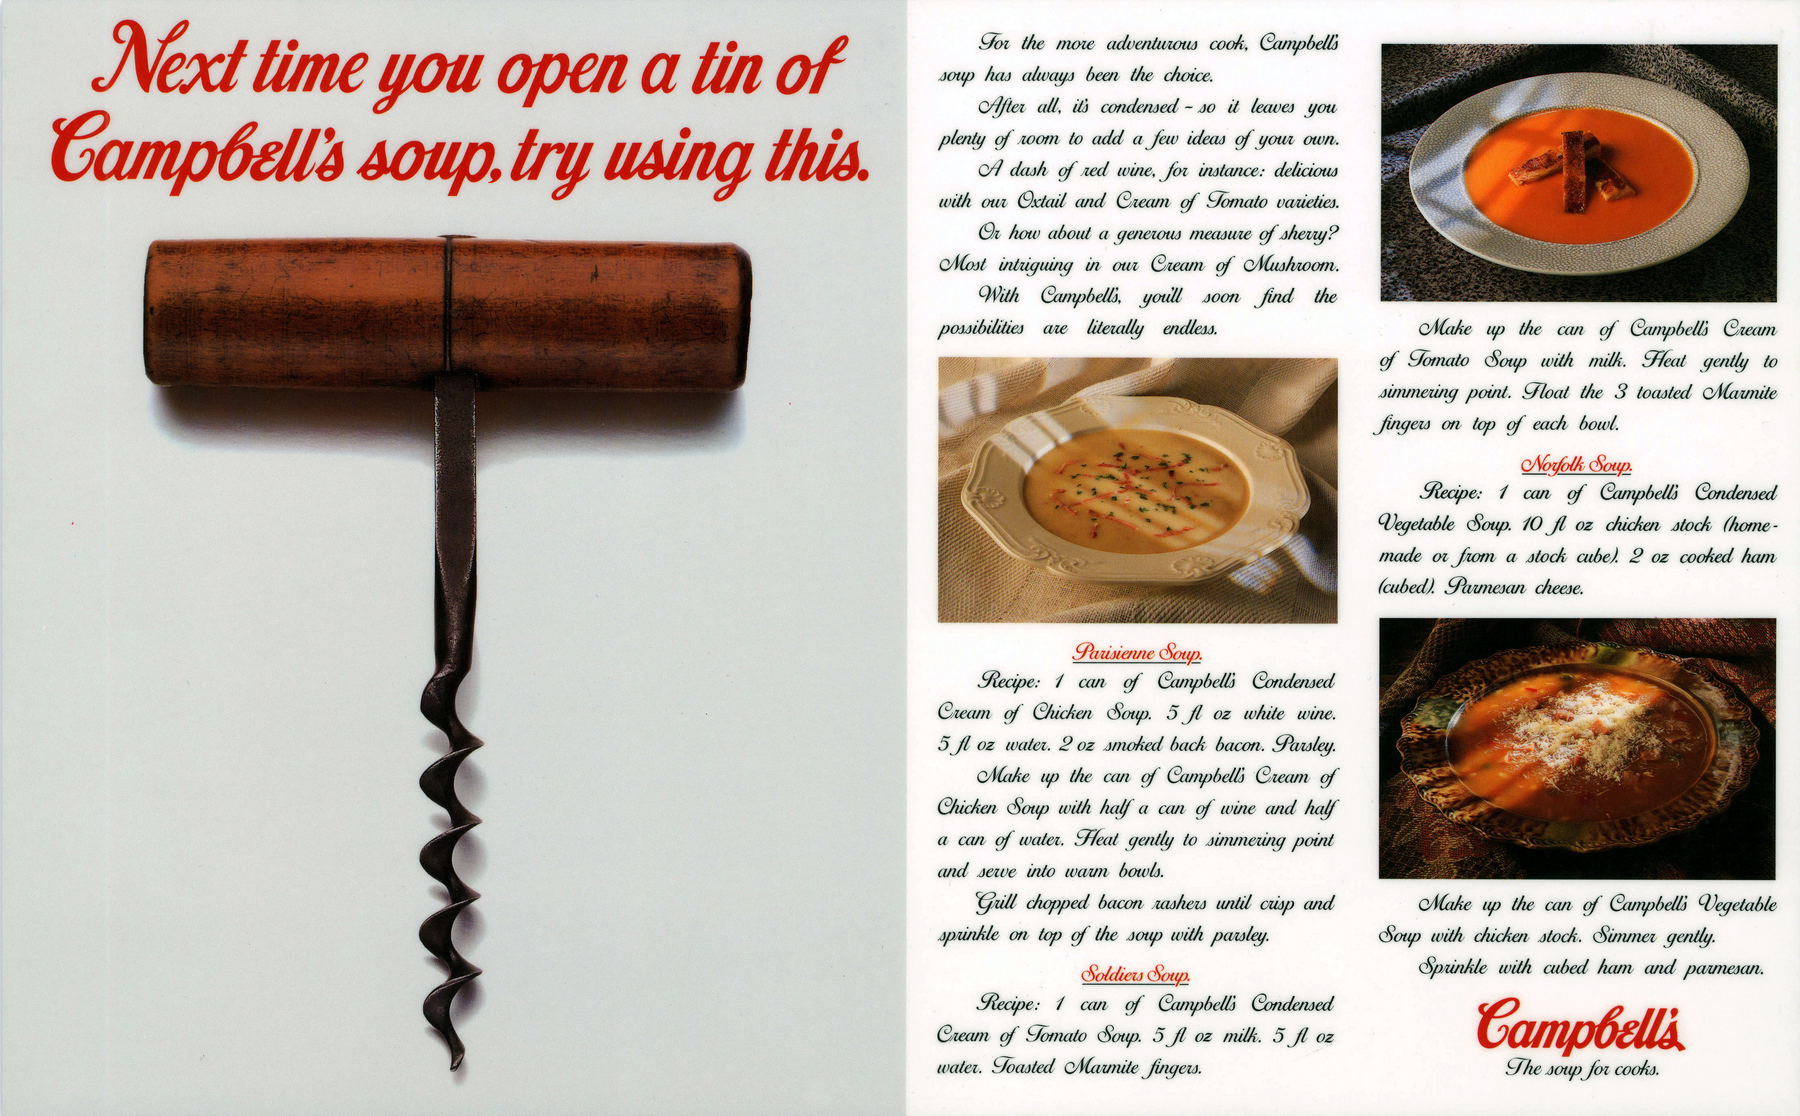 Next time you open a tin of
Campbell's soup, try using this.
For the more adventurous cook, Campbell's
soup has always been the choice.
After all, it's condensed – so it leaves you
plenty of room to add a few ideas of your own.
A dash of red wine, for instance: delicious
with our Oxtail and Cream of Tomato varieties.
Or how about a generous measure of sherry?
Most intriguing in our Cream of Mushroom.
With Campbell's, you'll soon find the
possibilities are literally endless.
Parisienne Soup.
Recipe: 1 can of Campbell's Condensed
Cream of Chicken Soup. 5 fl oz white wine.
5 fl oz water. 2 oz smoked back bacon. Parsley.
Make up the can of Campbell's Cream of
Chicken Soup with half a can of wine and half
a can of water. Heat gently to simmering point
and serve into warm bowls.
Grill chopped bacon rashers until crisp and
sprinkle on top of the soup with parsley.
Soldiers Soup.
Recipe: 1 can of Campbell's Condensed
Cream of Tomato Soup. 5 fl oz milk. 5 fl oz
water. Toasted Marmite fingers.
Make up the can of Campbell's Cream
of Tomato Soup with milk. Heat gently to
simmering point. Float the 3 toasted Marmite
fingers on top of each bowl.
Norfolk Soup.
Recipe: 1 can of Campbell's Condensed
Vegetable Soup. 10 fl oz chicken stock (home-
made or from a stock cube). 2 oz cooked ham
(cubed). Parmesan cheese.
Make up the can of Campbell's Vegetable
Soup with chicken stock. Simmer gently.
Sprinkle with cubed ham and parmesan.
Campbell's
The soup for cooks.